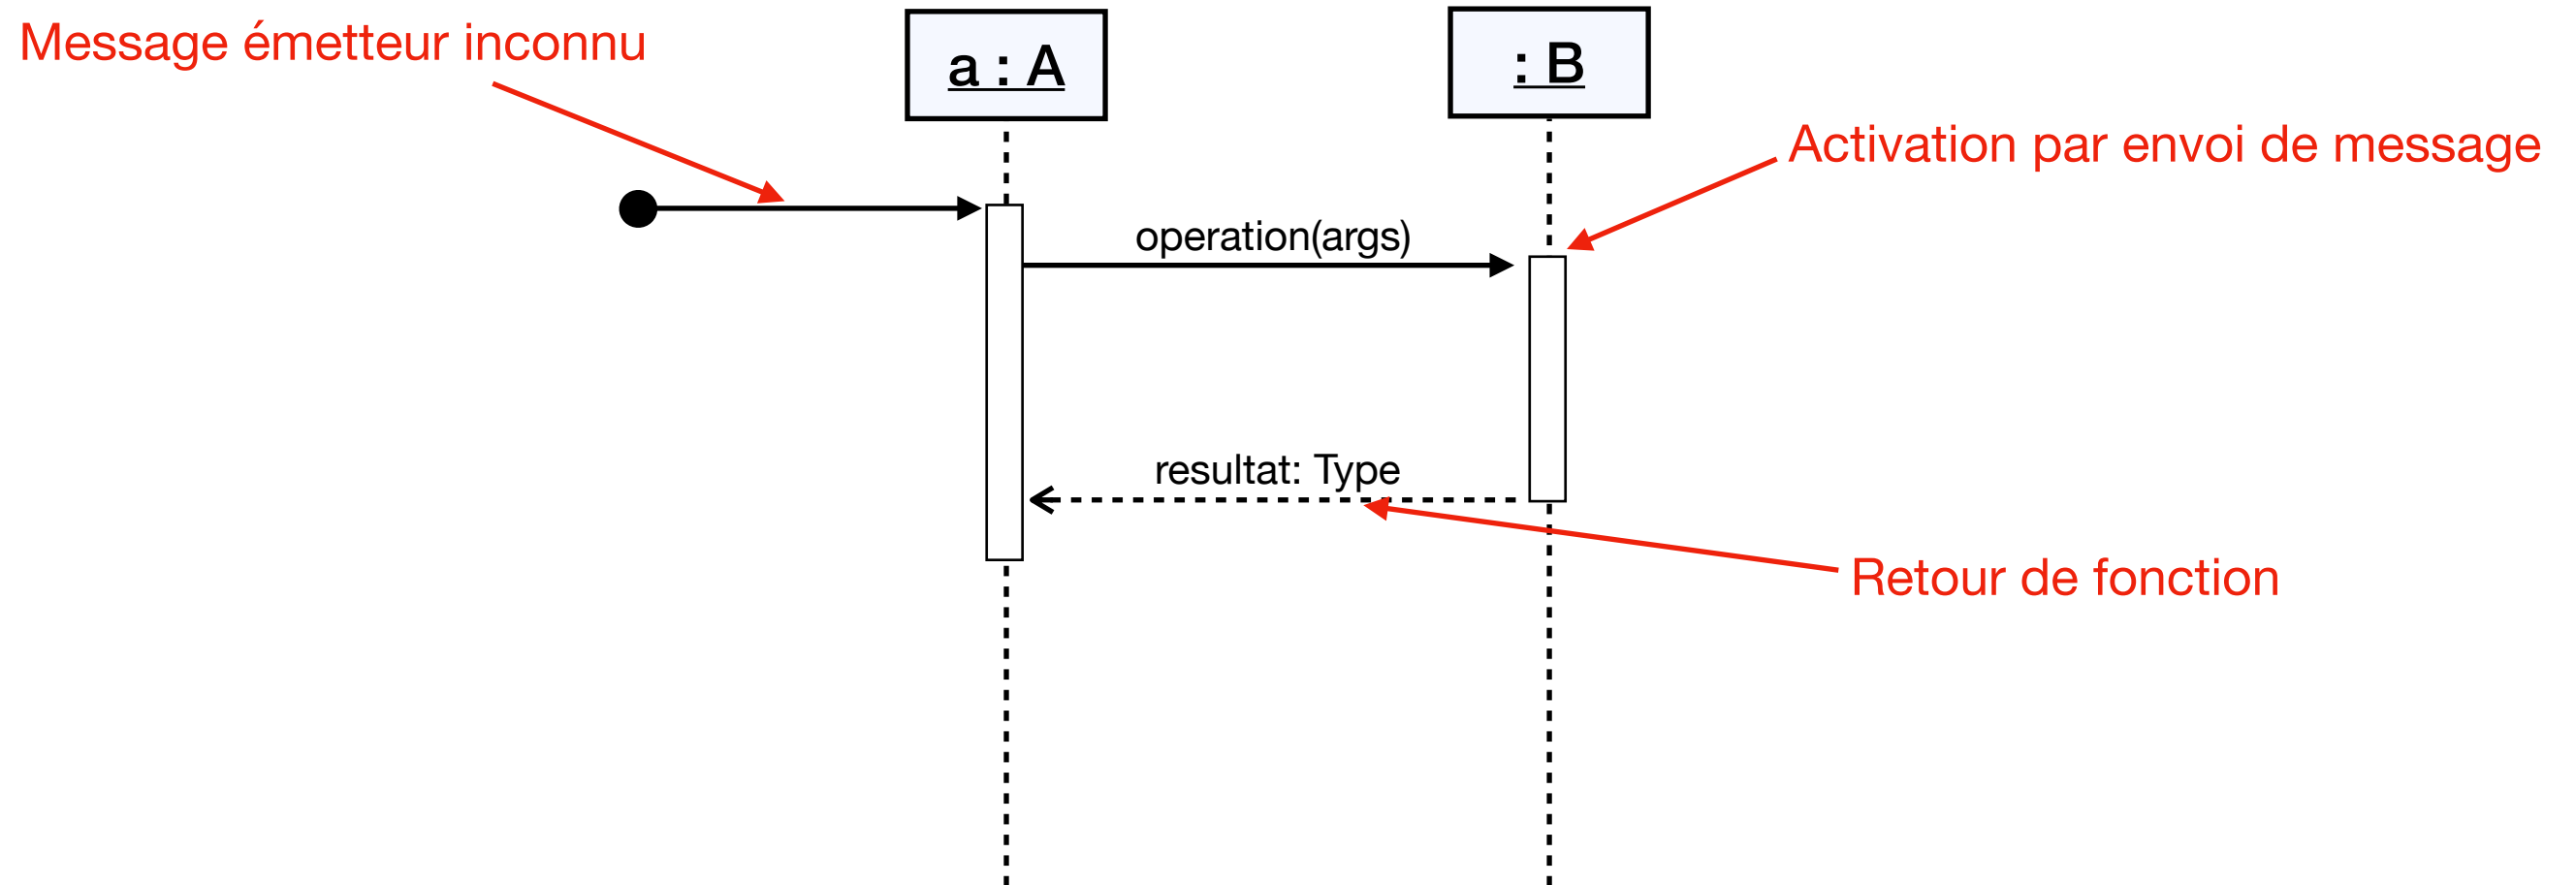 Message émetteur inconnu
a : A
: B
Activation par envoi de message
operation(args)
resultat: Type
Retour de fonction